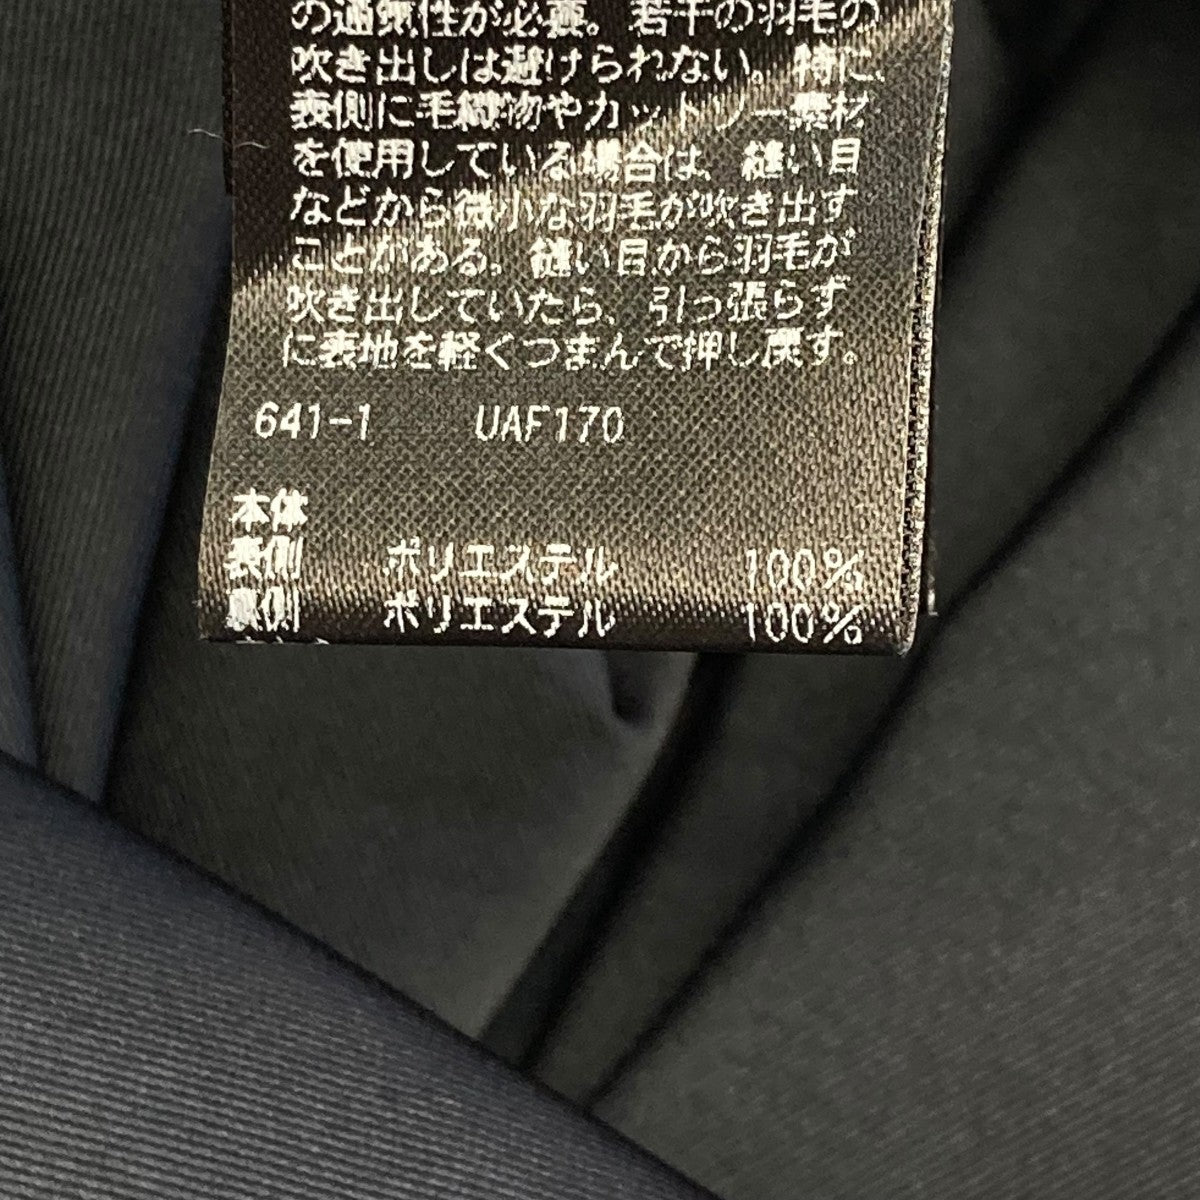 の通気性が必要。若干の羽毛の
吹き出しは避けられない。特に、
表側に毛織物やカットソー素材
を使用している場合は、縫い目
などから微小な羽毛が吹き出す
ことがある。縫い目から羽毛が
吹き出していたら、引っ張らず
に表地を軽くつまんで押し戻す。
641-1 UAF170
本体
表側 ポリエステル 100%
裏側 ポリエステル 100%